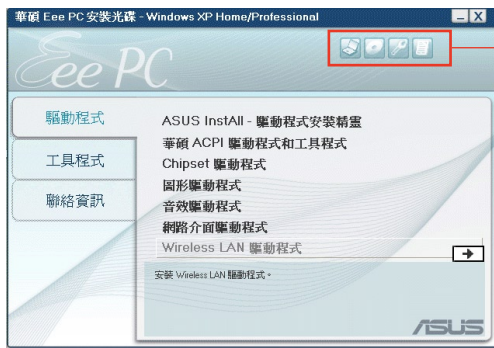 華碩 Eee PC 安裝光碟 - Windows XP Home/Professional
Eee PC
驅動程式
工具程式
聯絡資訊
ASUS InstAll - 驅動程式安裝精靈
華碩 ACPI 驅動程式和工具程式
Chipset 驅動程式
圖形驅動程式
音效驅動程式
網路介面驅動程式
Wireless LAN 驅動程式
安裝 Wireless LAN 驅動程式。
ASUS